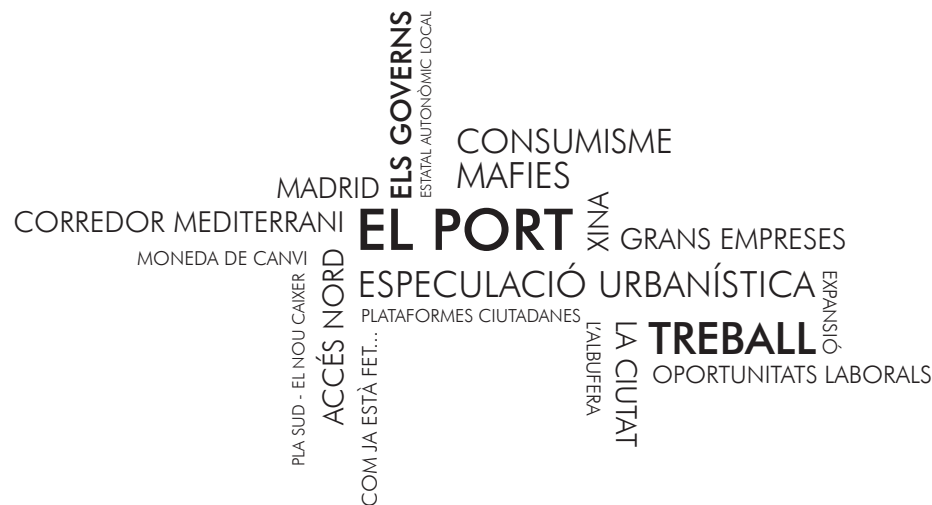 ELS GOVERNS
ESTATAL AUTONÒMIC LOCAL
CONSUMISME
MAFIES
MADRID
CORREDOR MEDITERRANI
EL PORT
XINA
GRANS EMPRESES
MONEDA DE CANVI
ACCÉS NORD
ESPECULACIÓ URBANÍSTICA
EXPANSIÓ
PLA SUD - EL NOU CAIXER
PLATAFORMES CIUTADANES
COM JA ESTÀ FET...
L'ALBUFERA
LA CIUTAT
TREBALL
OPORTUNITATS LABORALS